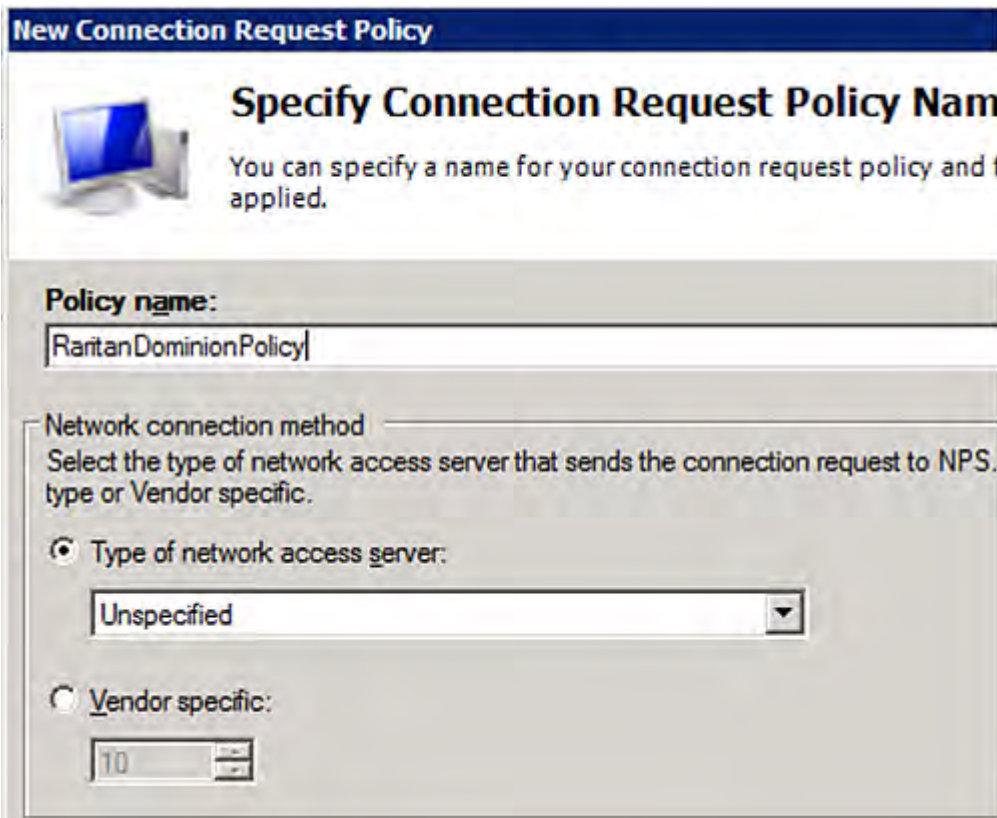 New Connection Request Policy
Specify Connection Request Policy Nam
You can specify a name for your connection request policy and
applied.
Policy name:
RaritanDominionPolicy
Network connection method
Select the type of network access server that sends the connection request to NPS.
type or Vendor specific.
Type of network access server:
Unspecified
Vendor specific:
10